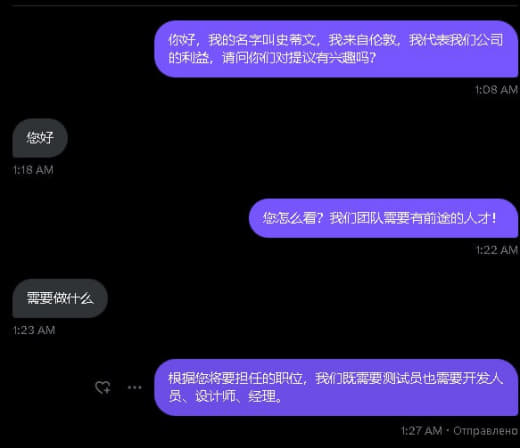 你好，我的名字叫史蒂文，我来自伦敦，我代表我们公司
的利益，请问你们对提议有兴趣吗？
1:08 AM
您好
1:18 AM
您怎么看？我们团队需要有前途的人才！
1:22 AM
需要做什么
1:23 AM
根据您将要担任的职位，我们既需要测试员也需要开发人
员、设计师、经理。
1:27 AM · Отправлено